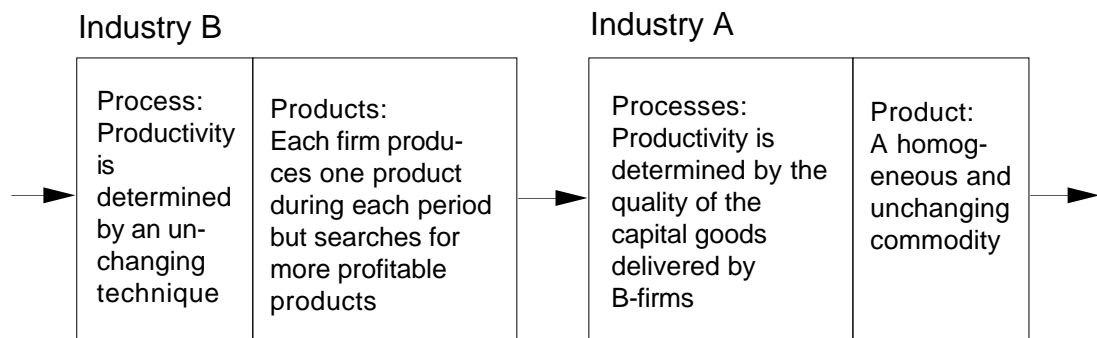 Industry B
Process:
Productivity
is
determined
by an un-
changing
technique
Products:
Each firm produ-
ces one product
during each period
but searches for
more profitable
products
Industry A
Processes:
Productivity is
determined by the
quality of the
capital goods
delivered by
B-firms
Product:
A homog-
eneous and
unchanging
commodity